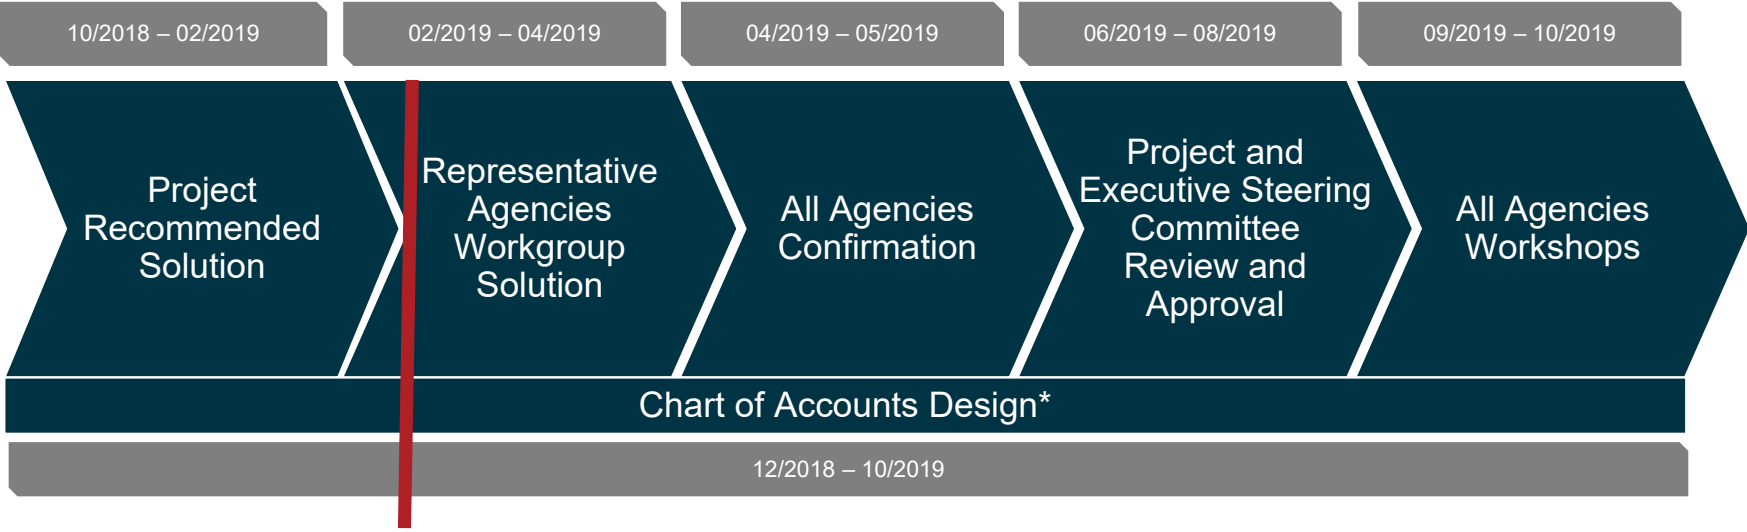 10/2018 – 02/2019
02/2019 – 04/2019
04/2019 – 05/2019
06/2019 – 08/2019
09/2019 – 10/2019
Project
Recommended
Solution
Representative
Agencies
Workgroup
Solution
All Agencies
Confirmation
Project and
Executive Steering
Committee
Review and
Approval
All Agencies
Workshops
Chart of Accounts Design*
12/2018 – 10/2019